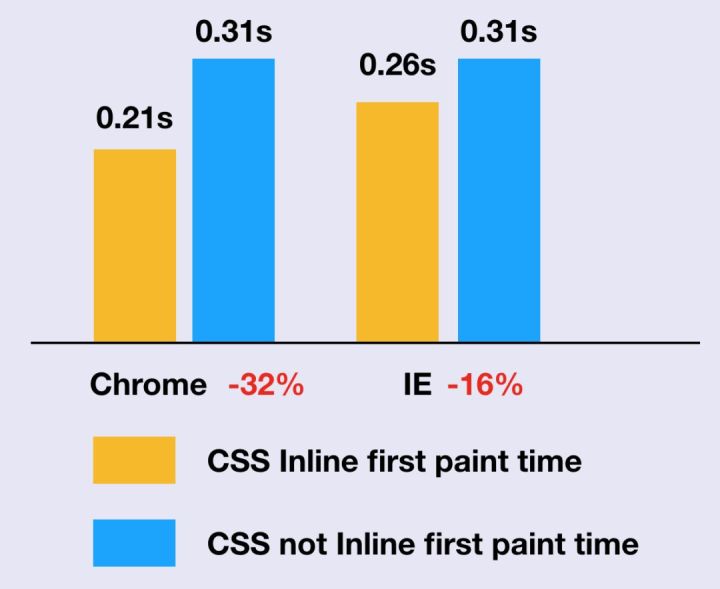 0.31s 0.31s
0.26s
0.21s
Chrome -32% IE -16%
CSS Inline first paint time
CSS not Inline first paint time